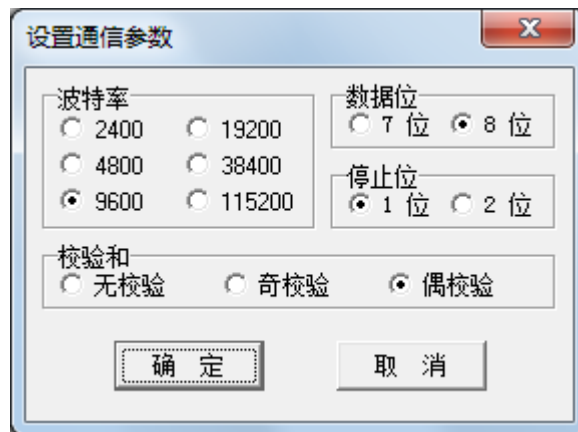 设置通信参数
波特率
2400 19200
4800 38400
9600 115200
数据位
7 位 8 位
停止位
1 位 2 位
校验和
无校验 奇校验 偶校验
确 定 取 消